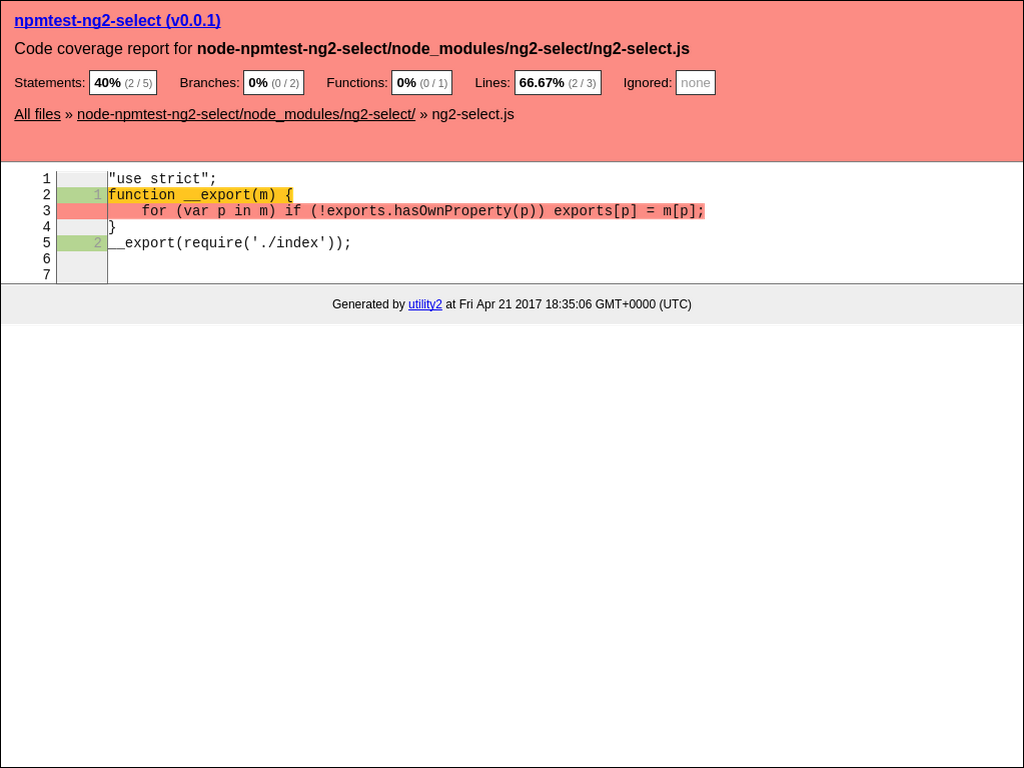 npmtest-ng2-select (v0.0.1)
Code coverage report for node-npmtest-ng2-select/node_modules/ng2-select/ng2-select.js
Statements: 40% (2 / 5) Branches: 0% (0 / 2) Functions: 0% (0 / 1) Lines: 66.67% (2 / 3) Ignored: none
All files » node-npmtest-ng2-select/node_modules/ng2-select/ » ng2-select.js
1 "use strict";
2 1 function __export(m) {
3     for (var p in m) if (!exports.hasOwnProperty(p)) exports[p] = m[p];
4 }
5 2 __export(require('./index'));
6
7
Generated by utility2 at Fri Apr 21 2017 18:35:06 GMT+0000 (UTC)